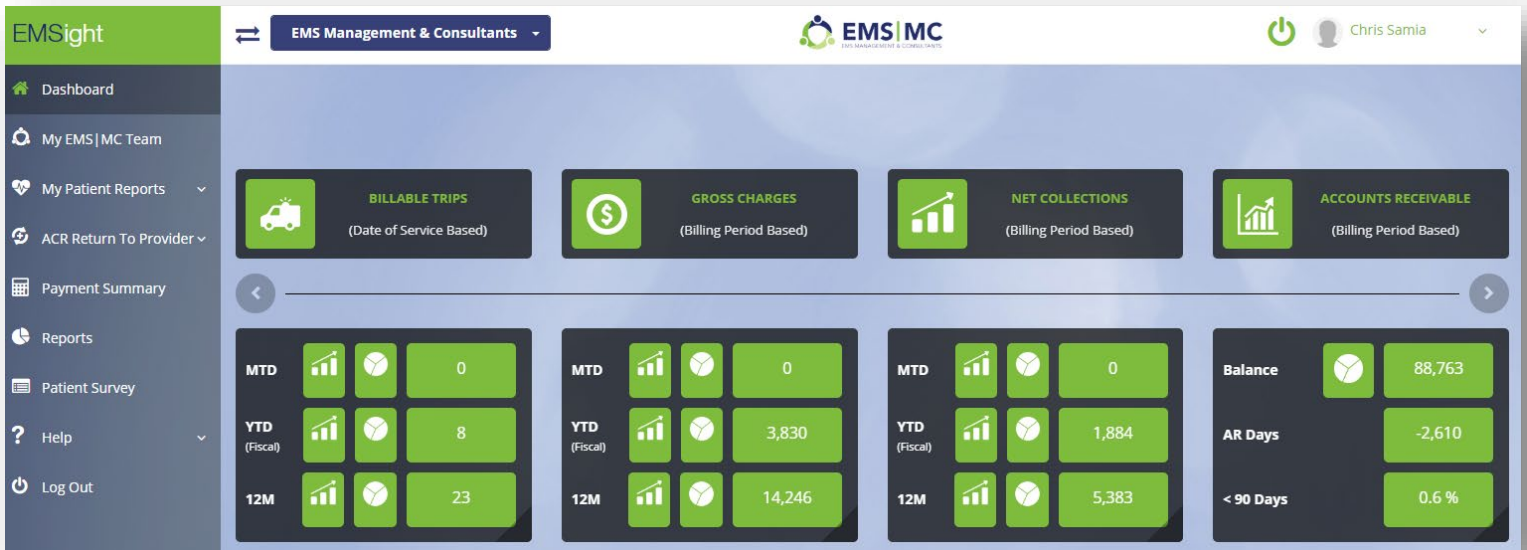 EMSight
EMS Management & Consultants
EMS|MC
EMS MANAGEMENT & CONSULTANTS
Chris Samia
Dashboard
My EMS|MC Team
My Patient Reports
ACR Return To Provider
Payment Summary
Reports
Patient Survey
? Help
Log Out
BILLABLE TRIPS
(Date of Service Based)
GROSS CHARGES
(Billing Period Based)
NET COLLECTIONS
(Billing Period Based)
ACCOUNTS RECEIVABLE
(Billing Period Based)
MTD 0
YTD 8
(Fiscal)
12M 23
MTD 0
YTD 3,830
(Fiscal)
12M 14,246
MTD 0
YTD 1,884
(Fiscal)
12M 5,383
Balance 88,763
AR Days -2,610
< 90 Days 0.6 %